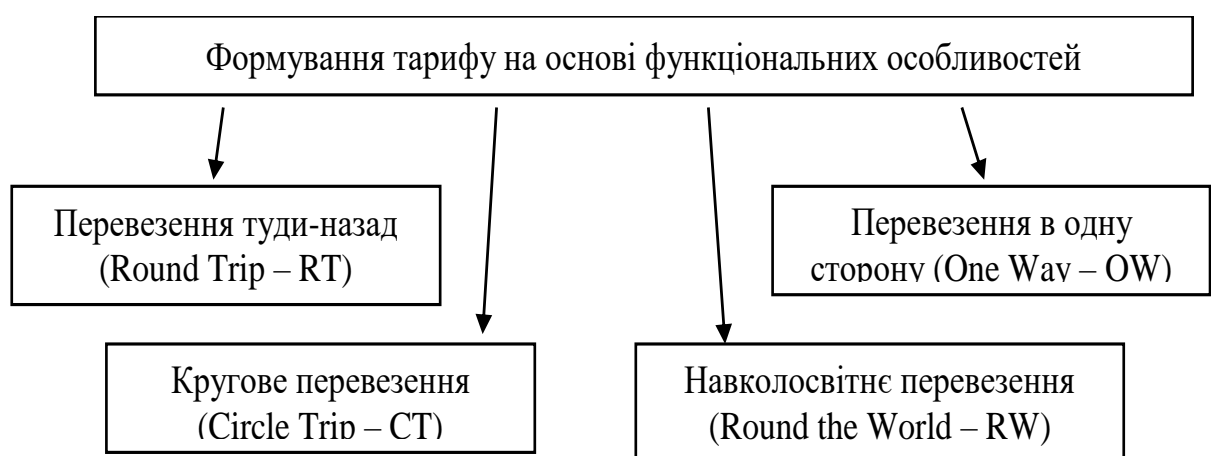 Формування тарифу на основі функціональних особливостей
Перевезення туди-назад
(Round Trip – RT)
Перевезення в одну
сторону (One Way – OW)
Кругове перевезення
(Circle Trip – CT)
Навколосвітнє перевезення
(Round the World – RW)